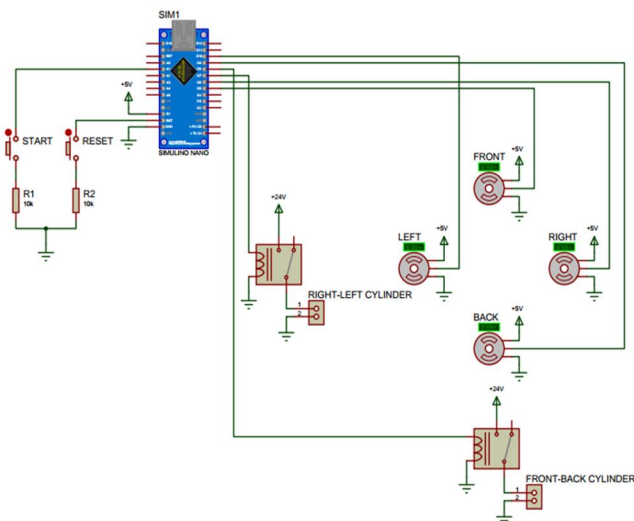 SIM1
+5V
START
RESET
R1
10k
R2
10k
SIMULINO NANO
+5V
FRONT
+24V
LEFT
+5V
RIGHT
+5V
RIGHT-LEFT CYLINDER
1
2
BACK
+5V
+24V
FRONT-BACK CYLINDER
1
2